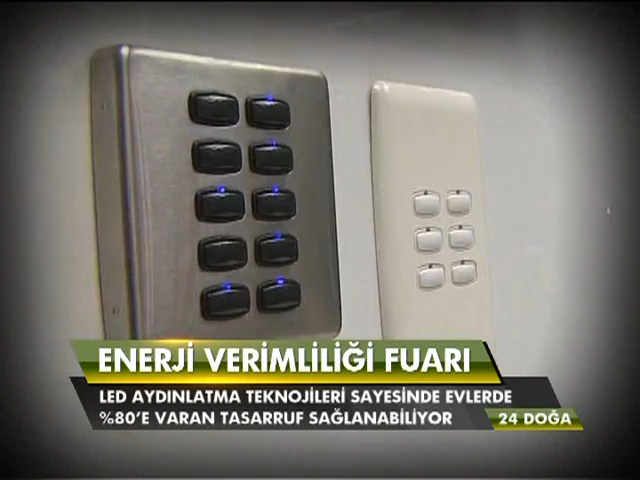 ENERJİ VERİMLİLİĞİ FUARI
LED AYDINLATMA TEKNOJİLERİ SAYESİNDE EVLERDE
%80'E VARAN TASARRUF SAĞLANABİLİYOR
24 DOĞA